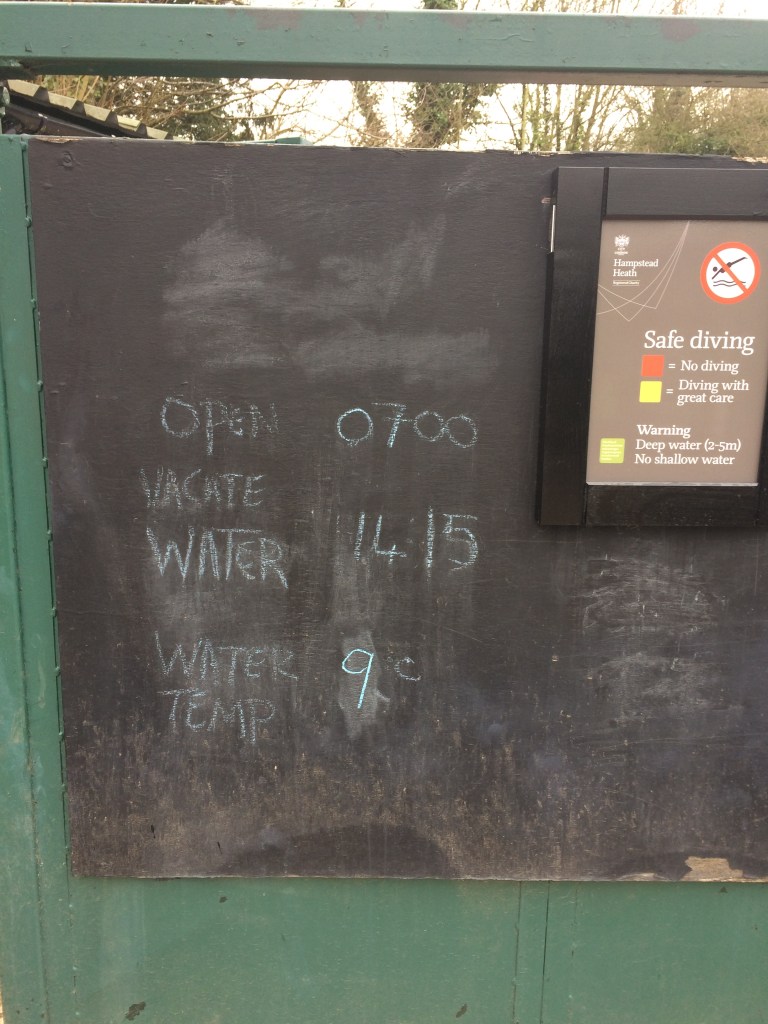 OPEN 0700
VACATE
WATER 14:15
WATER 9°C
TEMP
Hampstead
Heath
Safe diving
= No diving
= Diving with
great care
Warning
Deep water (2-5m)
No shallow water